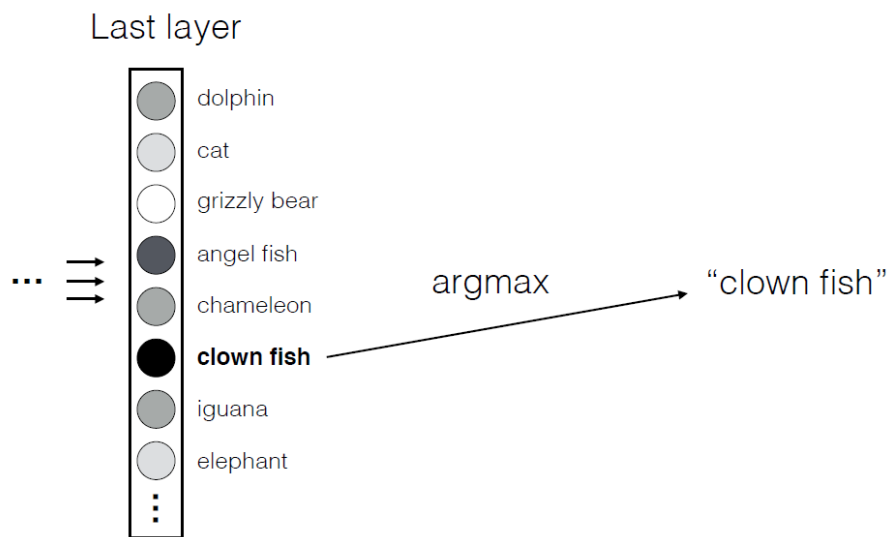 Last layer
dolphin
cat
grizzly bear
angel fish
chameleon
clown fish
iguana
elephant
...
...
argmax
“clown fish”